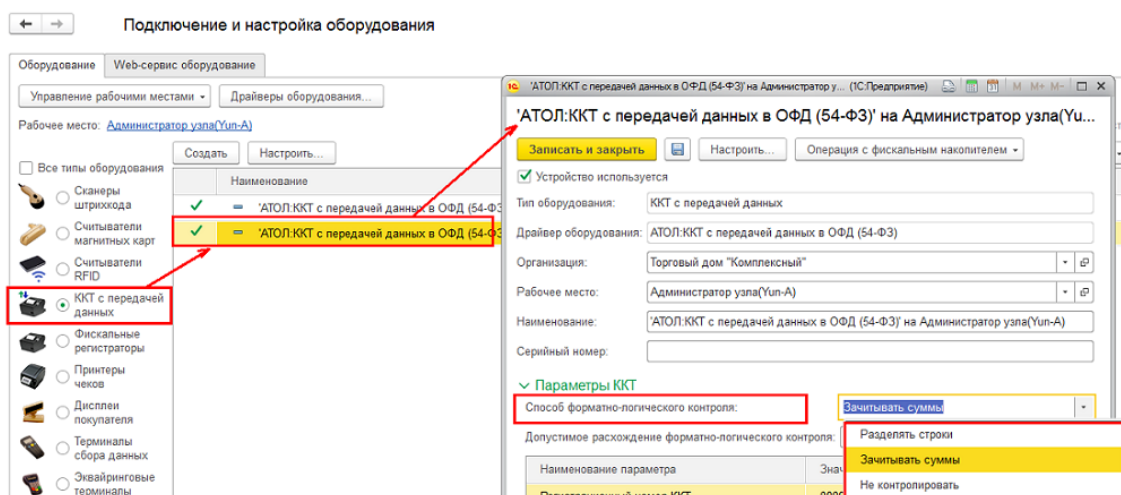 Подключение и настройка оборудования
Оборудование
Web-сервис оборудование
Управление рабочими местами
Драйверы оборудования...
Рабочее место: Администратор узла(Yun-A)
Все типы оборудования
Сканеры
штрихкода
Считыватели
магнитных карт
Считыватели
RFID
ККТ с передачей
данных
Фискальные
регистраторы
Принтеры
чеков
Дисплеи
покупателя
Терминалы
сбора данных
Эквайринговые
терминалы
Создать
Настроить...
Наименование
'АТОЛ:ККТ с передачей данных в ОФД (54-ФЗ
'АТОЛ:ККТ с передачей данных в ОФД (54-ФЗ
'АТОЛ:ККТ с передачей данных в ОФД (54-ФЗ)' на Администратор у... (1С:Предприятие)
M M+ M-
'АТОЛ:ККТ с передачей данных в ОФД (54-ФЗ)' на Администратор узла(Yu...
Записать и закрыть
Настроить...
Операция с фискальным накопителем
Устройство используется
Тип оборудования: ККТ с передачей данных
Драйвер оборудования: АТОЛ:ККТ с передачей данных в ОФД (54-ФЗ)
Организация: Торговый дом "Комплексный"
Рабочее место: Администратор узла(Yun-A)
Наименование: 'АТОЛ:ККТ с передачей данных в ОФД (54-ФЗ)' на Администратор узла(Yun-A)
Серийный номер:
Параметры ККТ
Способ форматно-логического контроля: Зачитывать суммы
Допустимое расхождение форматно-логического контроля:
Разделять строки
Зачитывать суммы
Не контролировать
Наименование параметра